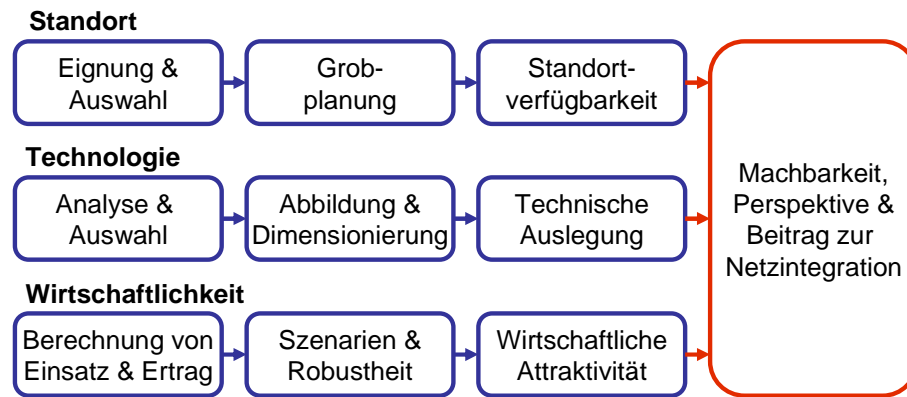 Standort
Eignung &
Auswahl
Grob-
planung
Standort-
verfügbarkeit
Technologie
Analyse &
Auswahl
Abbildung &
Dimensionierung
Technische
Auslegung
Wirtschaftlichkeit
Berechnung von
Einsatz & Ertrag
Szenarien &
Robustheit
Wirtschaftliche
Attraktivität
Machbarkeit,
Perspektive &
Beitrag zur
Netzintegration